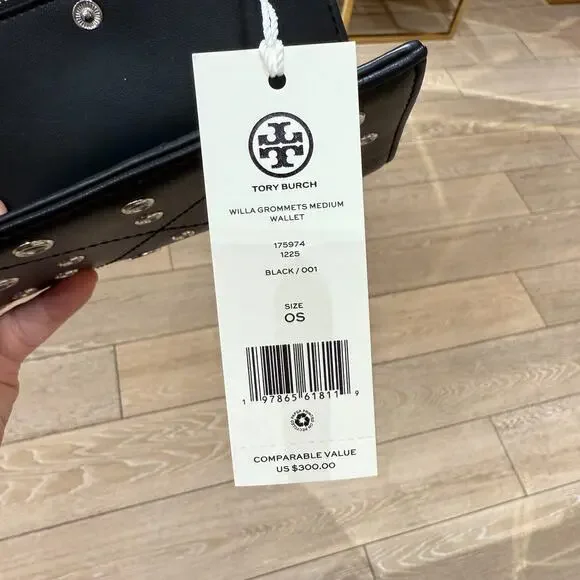 TORY BURCH
WILLA GROMMETS MEDIUM
WALLET
175974
1225
BLACK / 001
SIZE
OS
1 97865 61811 9
COMPARABLE VALUE
US $300.00